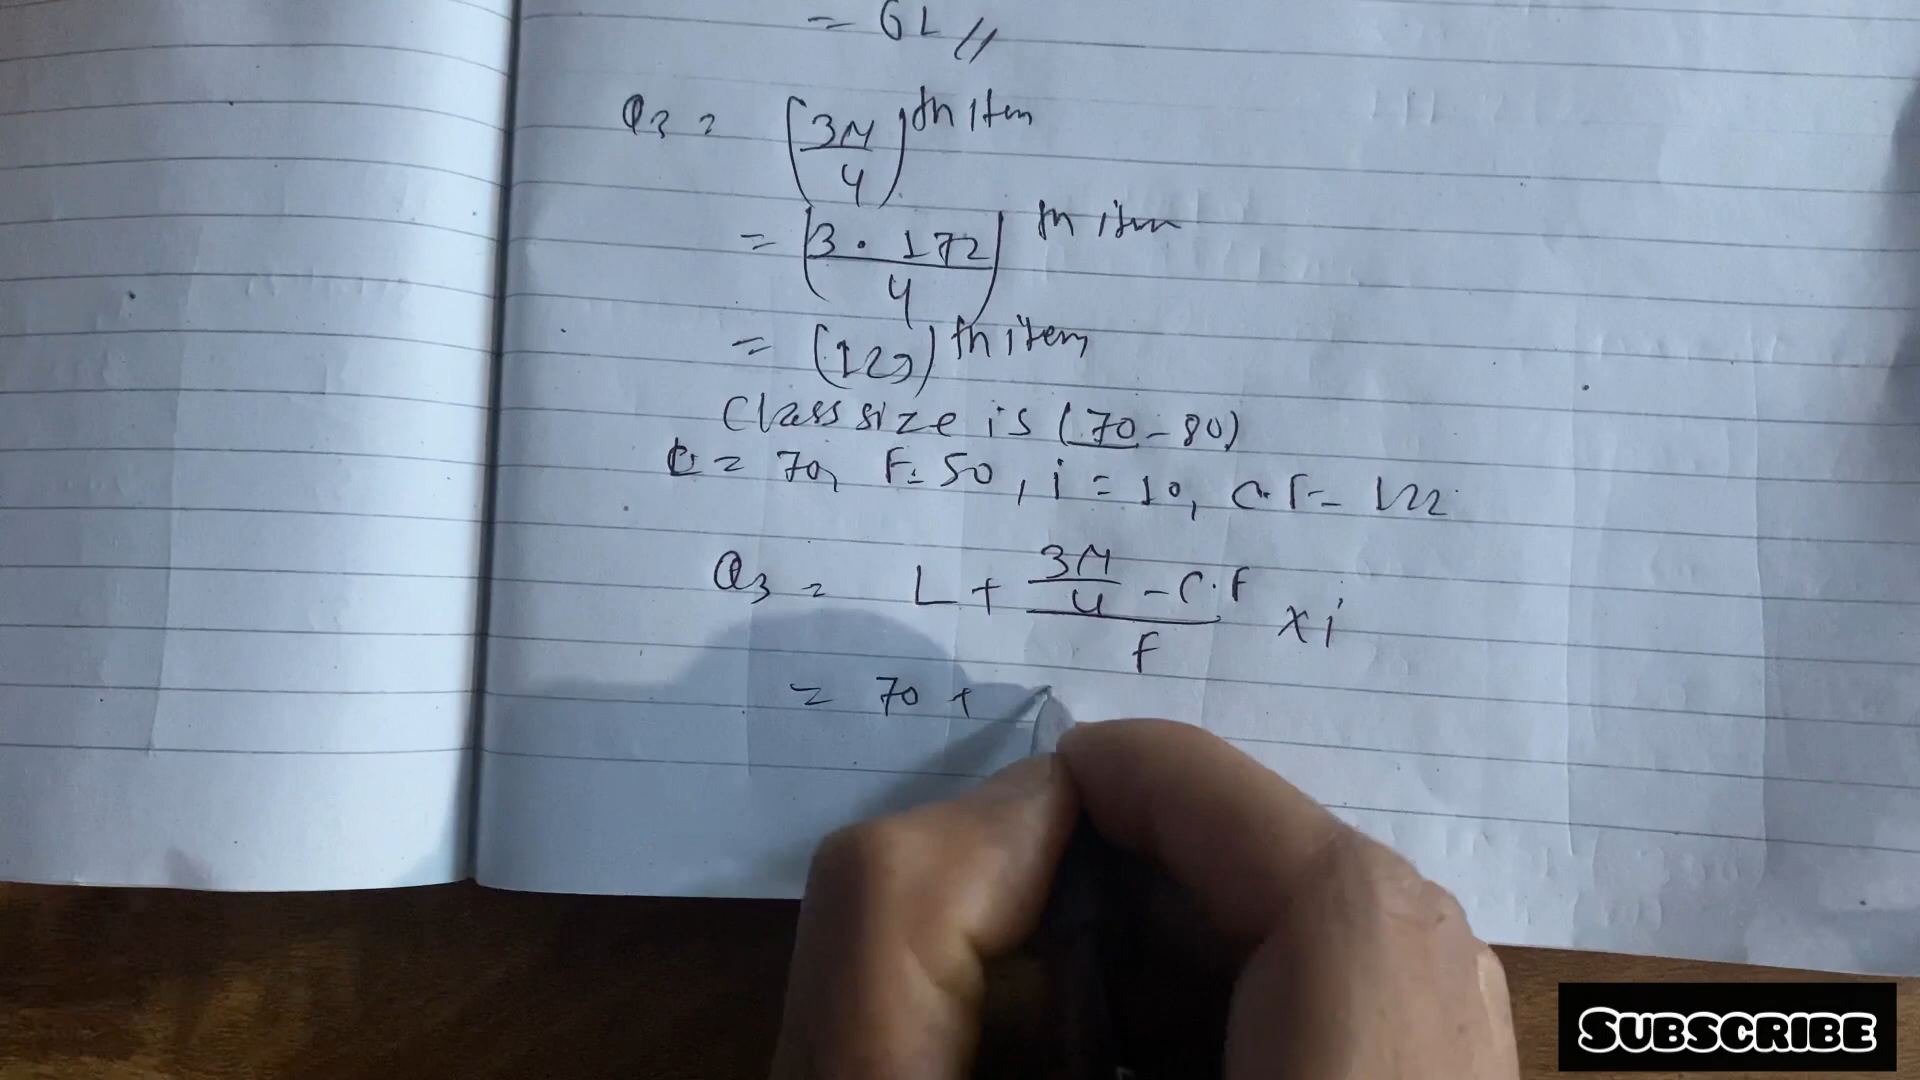 = 61 //
Q3 = (3N/4)th item
= (3 · 172/4)th item
= (129)th item
Class size is (70-80)
L = 70, F = 50, i = 10, C.F = 122
Q3 = L + (3N/4 - C.F)/F × i
= 70 +
SUBSCRIBE